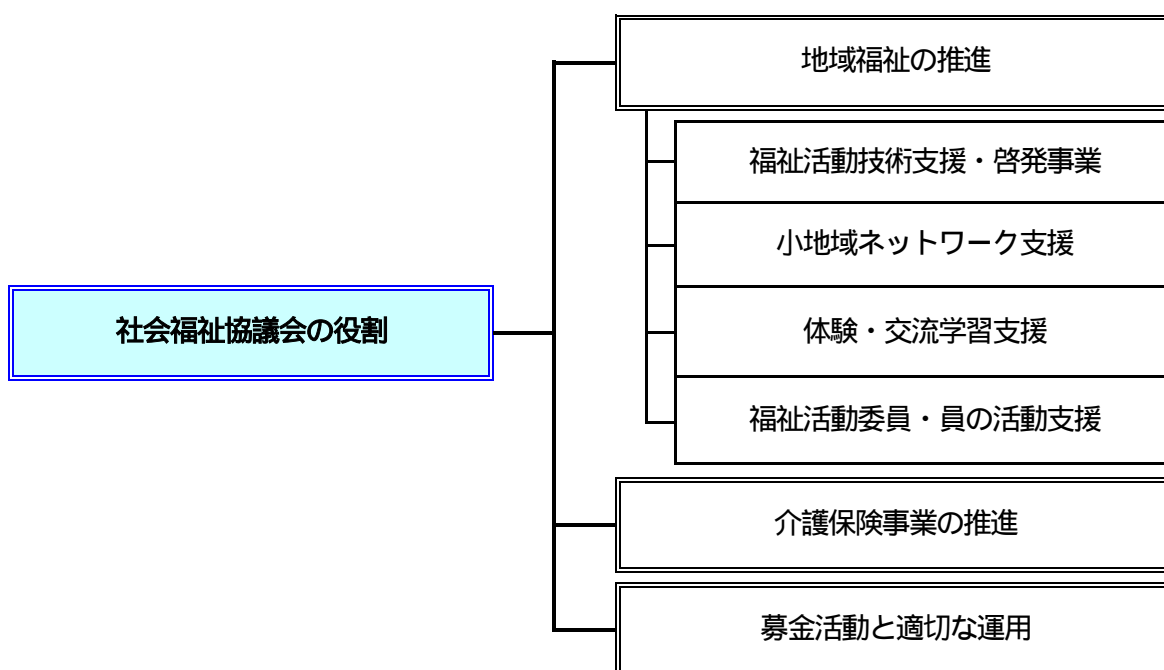 社会福祉協議会の役割
地域福祉の推進
福祉活動技術支援・啓発事業
小地域ネットワーク支援
体験・交流学習支援
福祉活動委員・員の活動支援
介護保険事業の推進
募金活動と適切な運用